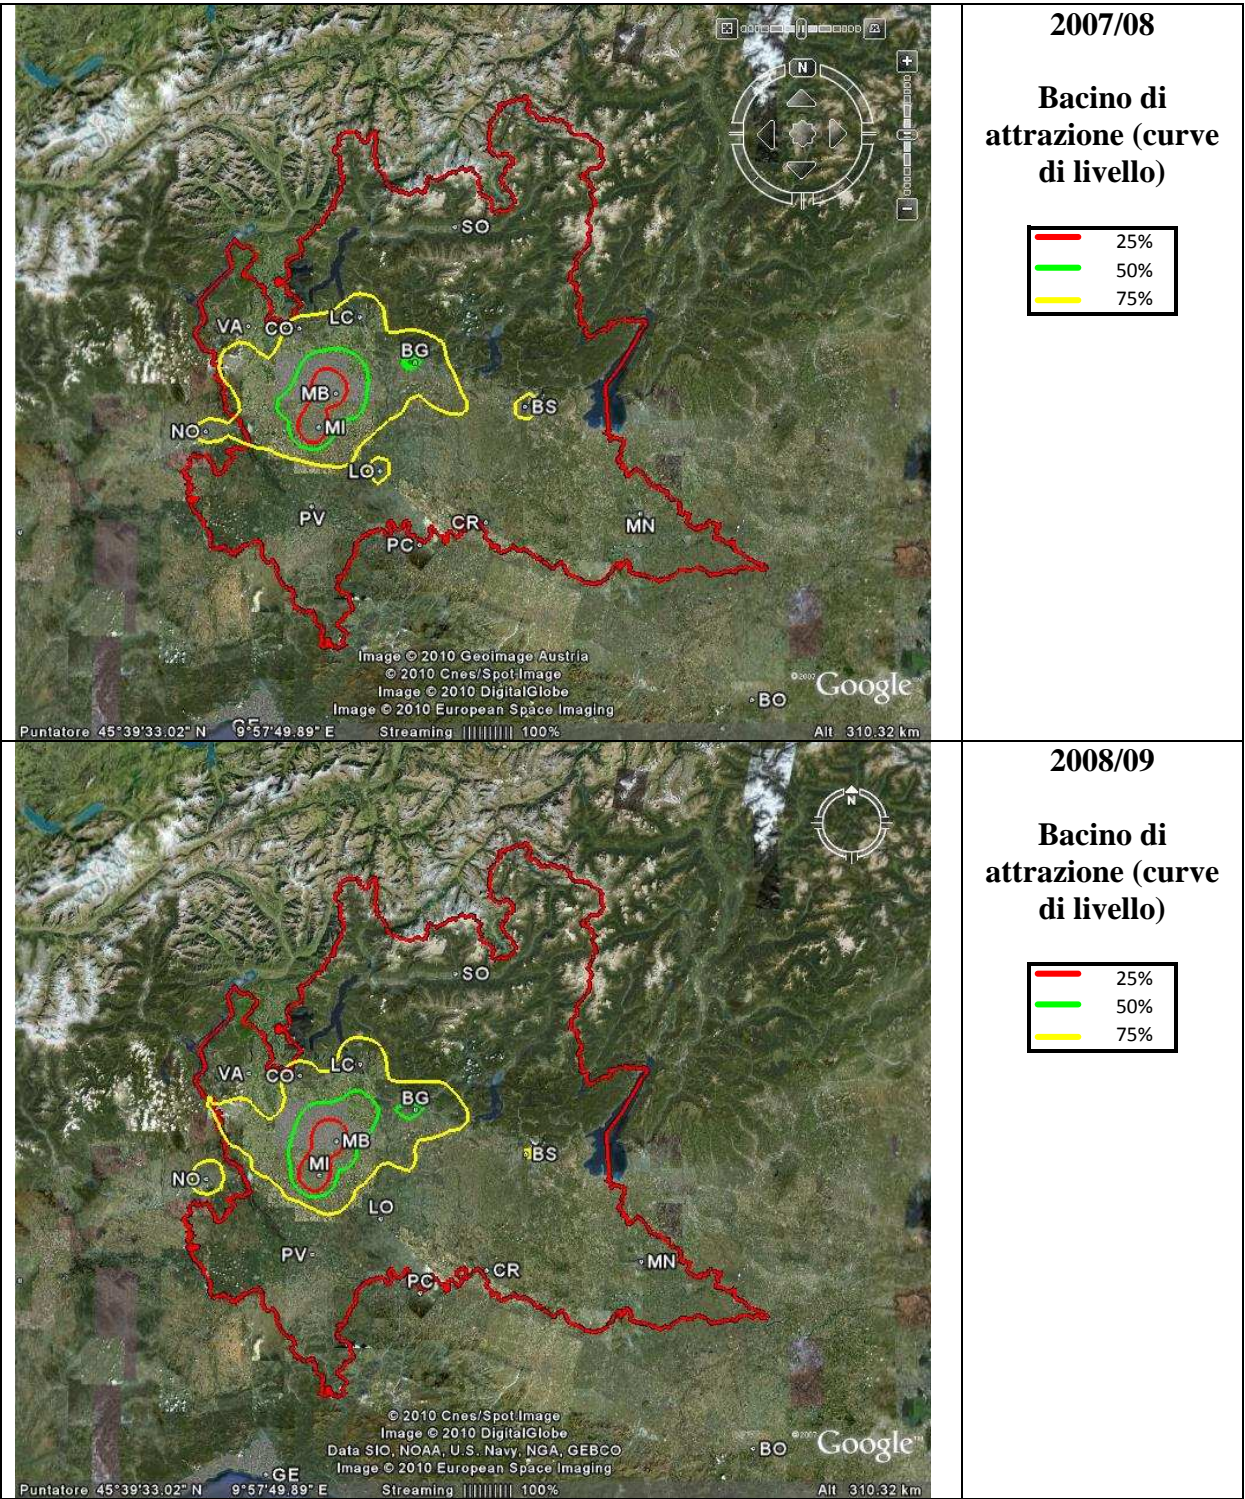 2007/08
Bacino di
attrazione (curve
di livello)
25%
50%
75%
N
SO
VA
CO
LC
BG
MB
MI
BS
NO
LO
PV
CR
PC
MN
BO
Image © 2010 Geoimage Austria
© 2010 Cnes/Spot Image
Image © 2010 DigitalGlobe
Image © 2010 European Space Imaging
©2007 Google
Puntatore 45°39'33.02" N 9°57'49.89" E Streaming |||||||||| 100% Alt 310.32 km
2008/09
Bacino di
attrazione (curve
di livello)
25%
50%
75%
N
SO
VA
CO
LC
BG
MB
MI
BS
NO
LO
PV
CR
PC
MN
BO
GE
© 2010 Cnes/Spot Image
Image © 2010 DigitalGlobe
Data SIO, NOAA, U.S. Navy, NGA, GEBCO
Image © 2010 European Space Imaging
©2007 Google™
Puntatore 45°39'33.02" N 9°57'49.89" E Streaming |||||||||| 100% Alt 310.32 km